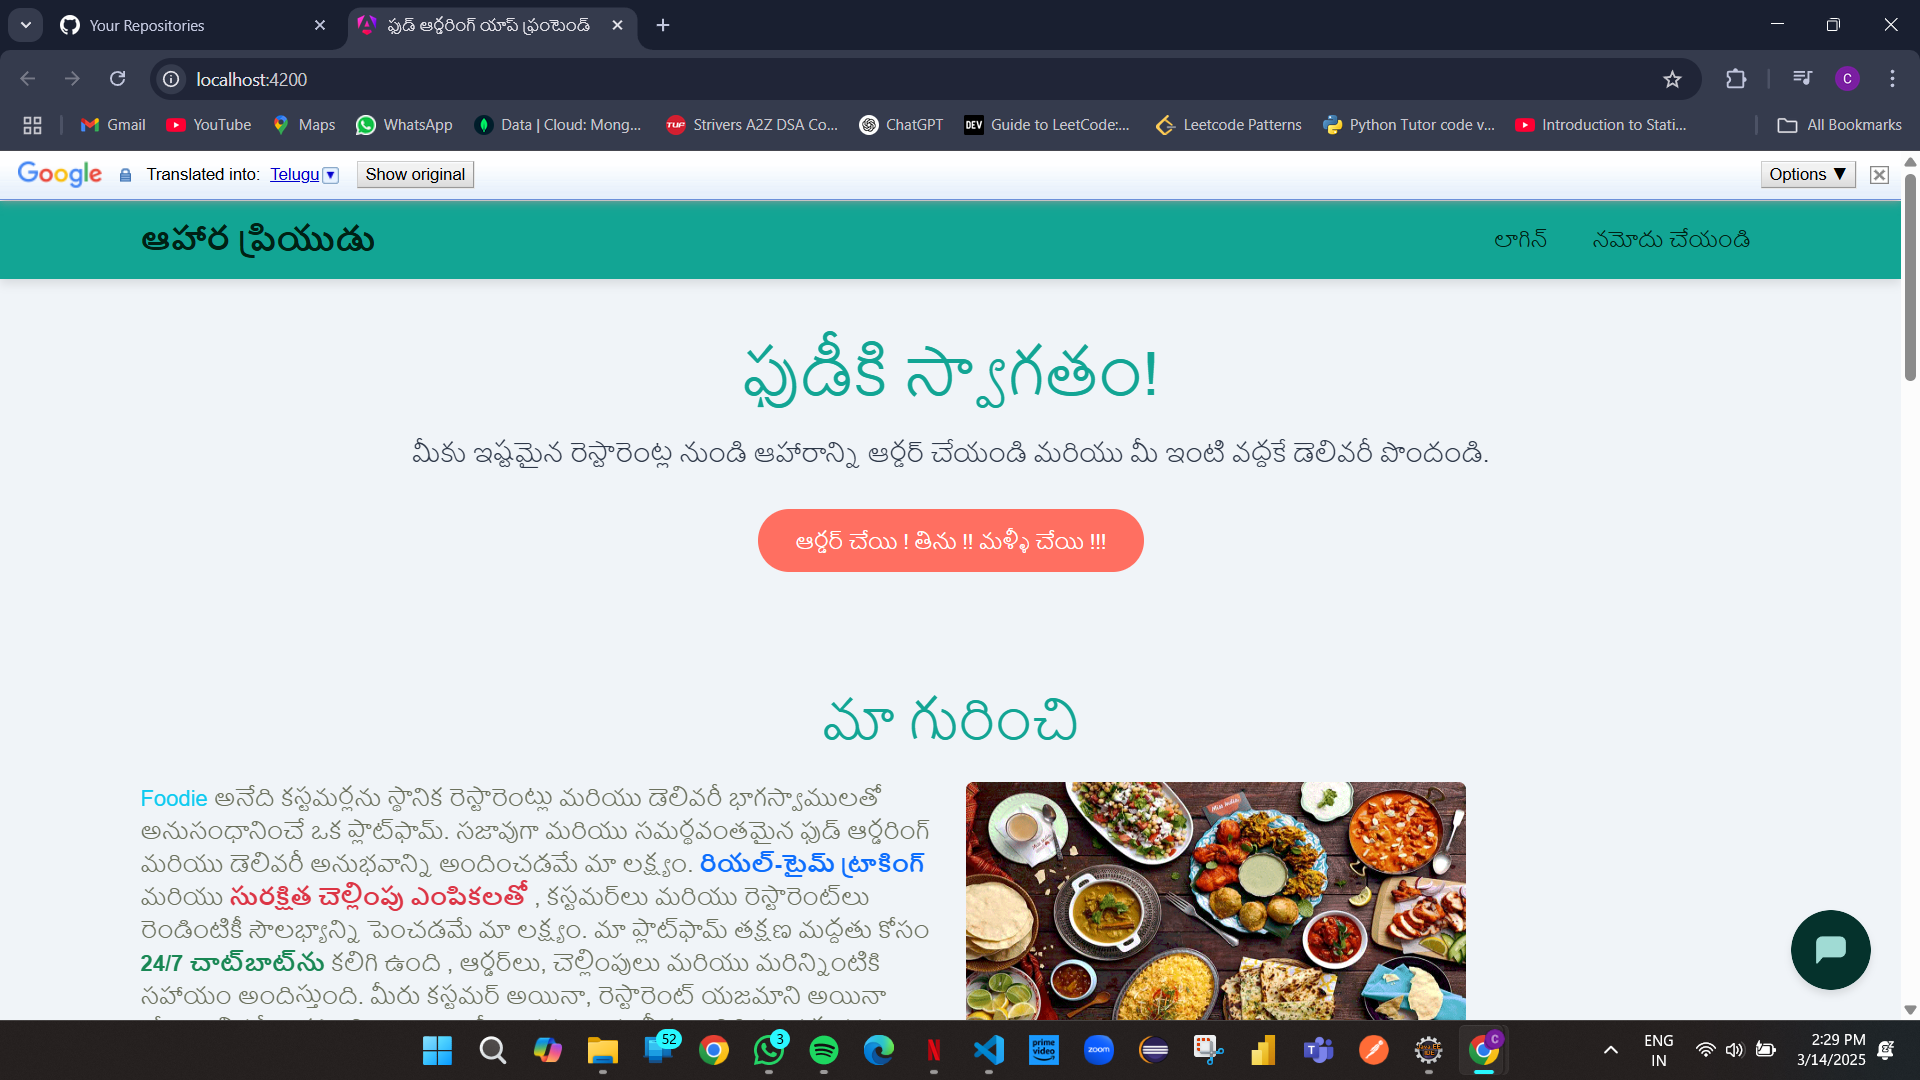 Your Repositories
ఫుడ్ ఆర్డరింగ్ యాప్ ఫ్రంటెండ్
localhost:4200
Gmail
YouTube
Maps
WhatsApp
Data | Cloud: Mong...
Strivers A2Z DSA Co...
ChatGPT
Guide to LeetCode:...
Leetcode Patterns
Python Tutor code v...
Introduction to Stati...
All Bookmarks
Google Translated into: Telugu Show original Options ▼
ఆహార ప్రియుడు
లాగిన్
నమోదు చేయండి
ఫుడీకి స్వాగతం!
మీకు ఇష్టమైన రెస్టారెంట్ల నుండి ఆహారాన్ని ఆర్డర్ చేయండి మరియు మీ ఇంటి వద్దకే డెలివరీ పొందండి.
ఆర్డర్ చేయి ! తిను !! మళ్ళీ చేయి !!!
మా గురించి
Foodie అనేది కస్టమర్లను స్థానిక రెస్టారెంట్లు మరియు డెలివరీ భాగస్వాములతో
అనుసంధానించే ఒక ప్లాట్‌ఫామ్. సజావుగా మరియు సమర్థవంతమైన ఫుడ్ ఆర్డరింగ్
మరియు డెలివరీ అనుభవాన్ని అందించడమే మా లక్ష్యం. రియల్-టైమ్ ట్రాకింగ్
మరియు సురక్షిత చెల్లింపు ఎంపికలతో , కస్టమర్‌లు మరియు రెస్టారెంట్‌లు
రెండింటికీ సౌలభ్యాన్ని పెంచడమే మా లక్ష్యం. మా ప్లాట్‌ఫామ్ తక్షణ మద్దతు కోసం
24/7 చాట్‌బాట్‌ను కలిగి ఉంది , ఆర్డర్‌లు, చెల్లింపులు మరియు మరిన్నింటికి
సహాయం అందిస్తుంది. మీరు కస్టమర్ అయినా, రెస్టారెంట్ యజమాని అయినా
52
3
prime video
zoom
ENG
IN
2:29 PM
3/14/2025